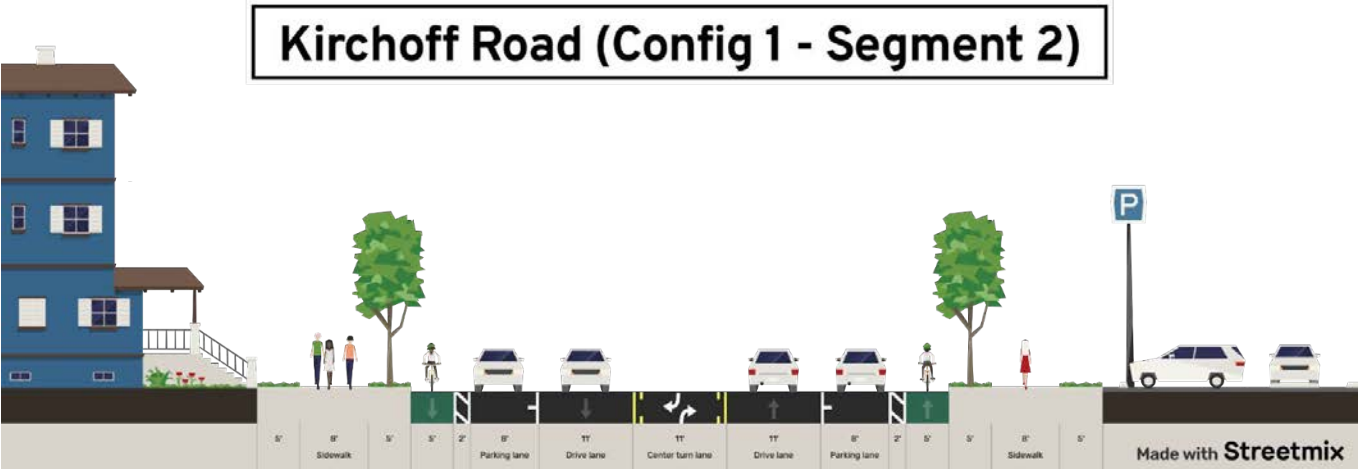 Kirchoff Road (Config 1 - Segment 2)
P
5' 8' 5' 5' 2' 8' 11' 11' 11' 8' 2' 5' 5' 8' 5'
Sidewalk Parking lane Drive lane Center turn lane Drive lane Parking lane Sidewalk
Made with Streetmix